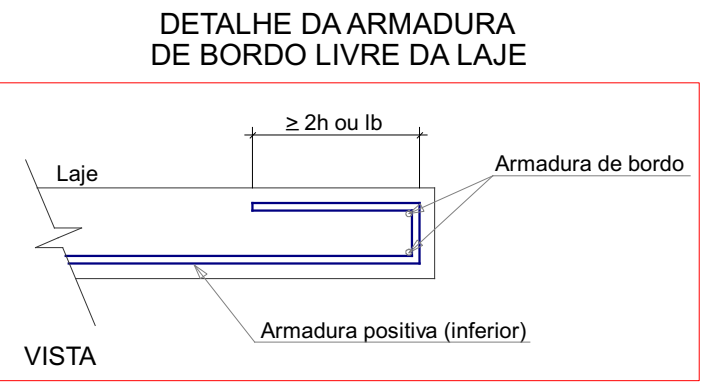 DETALHE DA ARMADURA
DE BORDO LIVRE DA LAJE
≥ 2h ou lb
Laje
Armadura de bordo
Armadura positiva (inferior)
VISTA